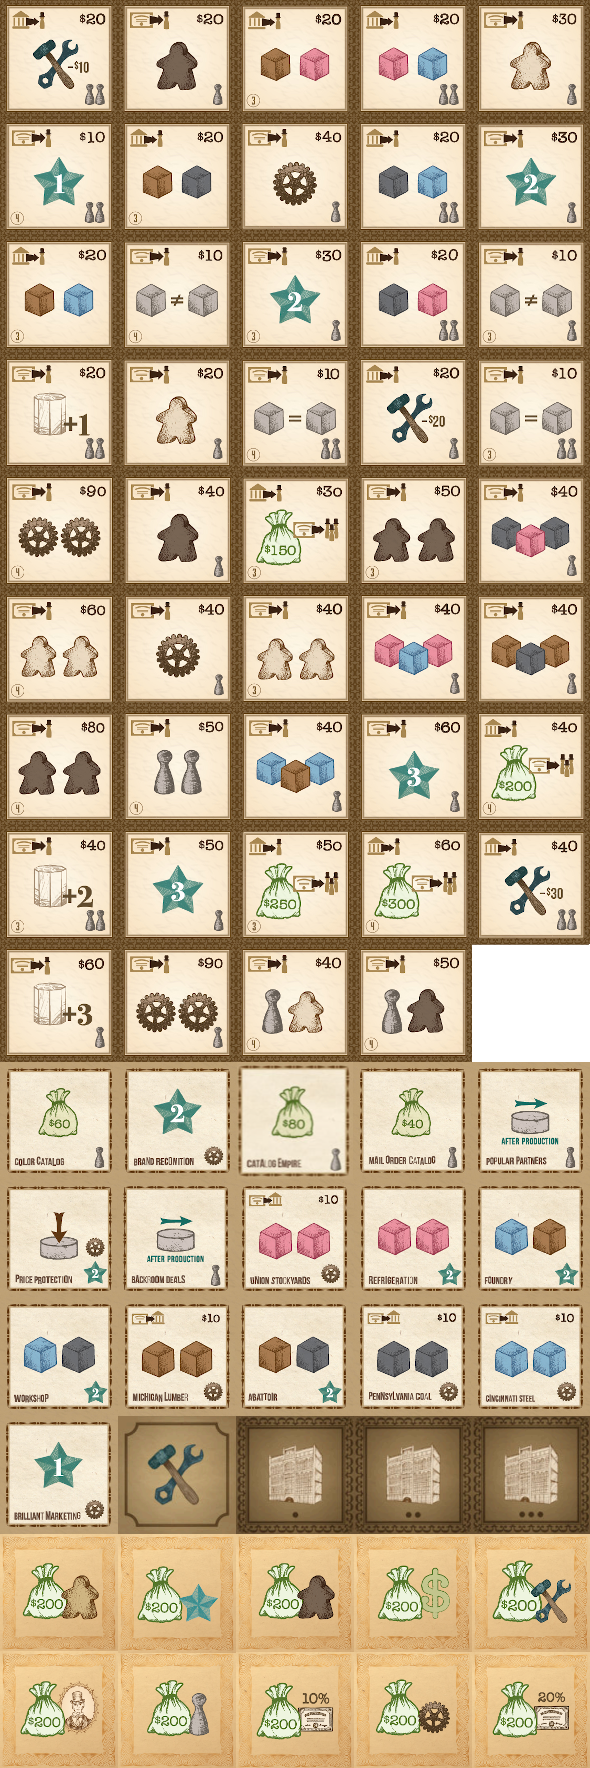 $20 $20 $20 $20 $30
-$10
3
$10 $20 $40 $20 $30
1 2
4 3
$20 $10 $30 $20 $10
≠ 2 ≠
3 4 3 3
$20 $20 $10 $20 $10
+1 = -$20 =
4 3
$90 $40 $30 $50 $40
$150
4 3 3
$60 $40 $40 $40 $40
4 3
$80 $50 $40 $60 $40
3 $200
4 4
$40 $50 $50 $60 $40
+2 3 $250 $300 -$30
3 3 4
$60 $90 $40 $50
+3
4 4
$60 2 $80 $40
AFTER PRODUCTION
COLOR CATALOG BRAND RECONITION CATALOG EMPIRE MAIL ORDER CATALOG POPULAR PARTNERS
$10
AFTER PRODUCTION
PRICE PROTECTION 2 BACKROOM DEALS UNION STOCKYARDS REFRIGERATION 2 FOUNDRY 2
$10 $10 $10
WORKSHOP 2 MICHIGAN LUMBER ABATTOIR 2 PENNSYLVANIA COAL CINCINNATI STEEL
1
BRILLIANT MARKETING
$200 $200 $200 $200 $ $200
10% 20%
$200 $200 $200 $200 $200